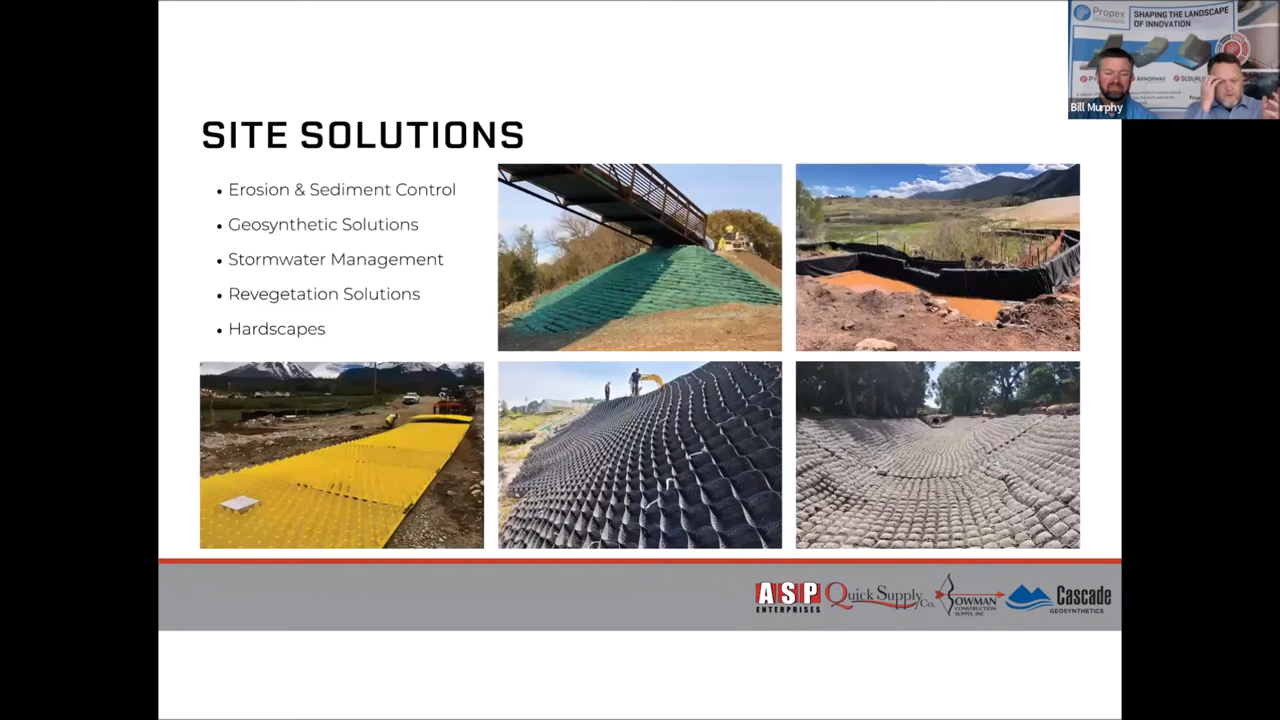 SITE SOLUTIONS
Erosion & Sediment Control
Geosynthetic Solutions
Stormwater Management
Revegetation Solutions
Hardscapes
Propex
SHAPING THE LANDSCAPE
OF INNOVATION
Bill Murphy
ASP
ENTERPRISES
Quick Supply Co.
BOWMAN
CONSTRUCTION
SUPPLY, INC
Cascade
GEOSYNTHETICS